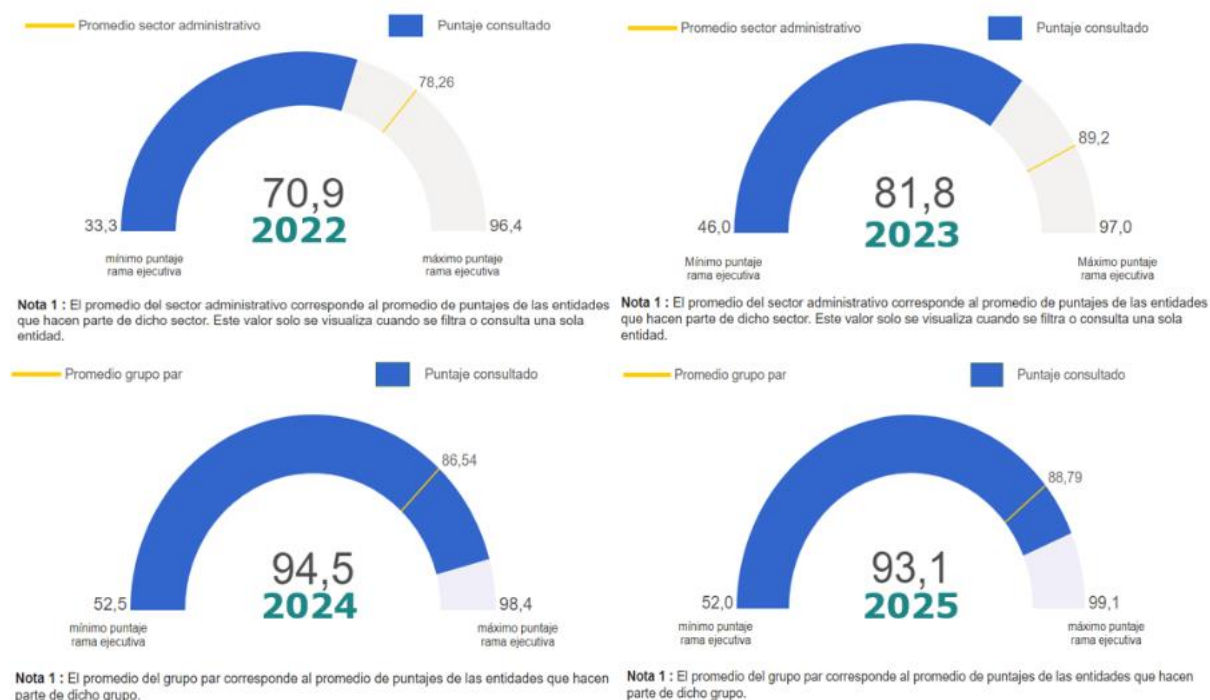 Promedio sector administrativo
Puntaje consultado
78,26
70,9
2022
33,3
96,4
mínimo puntaje
rama ejecutiva
máximo puntaje
rama ejecutiva
Nota 1 : El promedio del sector administrativo corresponde al promedio de puntajes de las entidades
que hacen parte de dicho sector. Este valor solo se visualiza cuando se filtra o consulta una sola
entidad.
Promedio sector administrativo
Puntaje consultado
89,2
81,8
2023
46,0
97,0
Mínimo puntaje
rama ejecutiva
Máximo puntaje
rama ejecutiva
Nota 1 : El promedio del sector administrativo corresponde al promedio de puntajes de las entidades
que hacen parte de dicho sector. Este valor solo se visualiza cuando se filtra o consulta una sola
entidad.
Promedio grupo par
Puntaje consultado
86,54
94,5
2024
52,5
98,4
mínimo puntaje
rama ejecutiva
máximo puntaje
rama ejecutiva
Nota 1 : El promedio del grupo par corresponde al promedio de puntajes de las entidades que hacen
parte de dicho grupo.
Promedio grupo par
Puntaje consultado
88,79
93,1
2025
52,0
99,1
mínimo puntaje
rama ejecutiva
máximo puntaje
rama ejecutiva
Nota 1 : El promedio del grupo par corresponde al promedio de puntajes de las entidades que hacen
parte de dicho grupo.